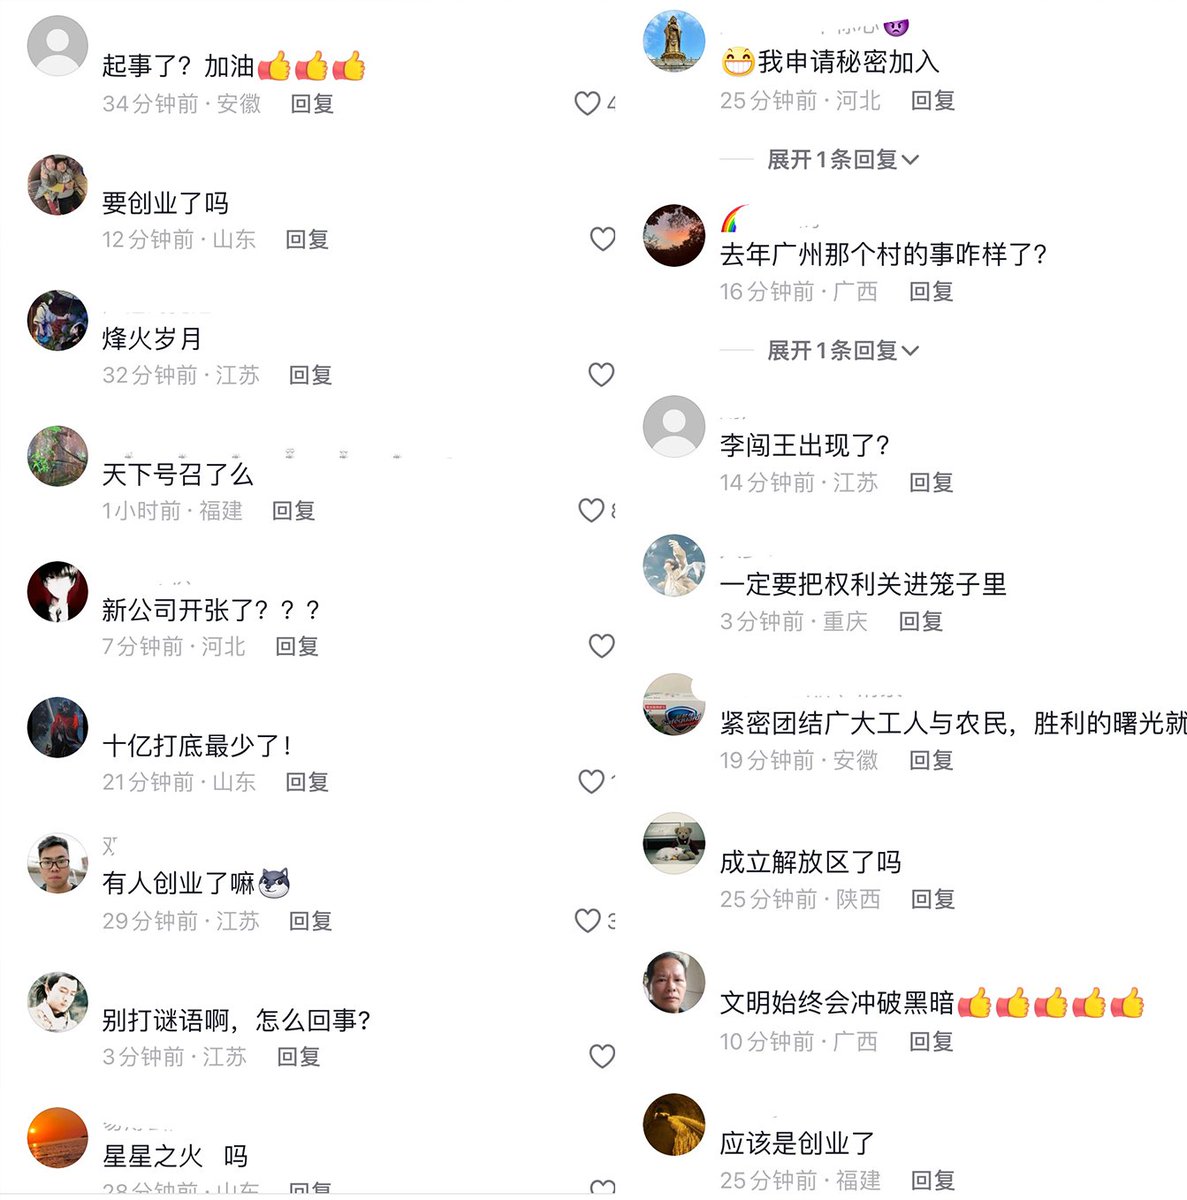 起事了？加油
34分钟前·安徽 回复 4
要创业了吗
12分钟前·山东 回复
烽火岁月
32分钟前·江苏 回复
天下号召了么
1小时前·福建 回复
新公司开张了？？？
7分钟前·河北 回复
十亿打底最少了！
21分钟前·山东 回复
有人创业了嘛
29分钟前·江苏 回复
别打谜语啊，怎么回事？
3分钟前·江苏 回复
星星之火 吗
28分钟前·山东 回复
我申请秘密加入
25分钟前·河北 回复
展开1条回复
去年广州那个村的事咋样了？
16分钟前·广西 回复
展开1条回复
李闯王出现了？
14分钟前·江苏 回复
一定要把权利关进笼子里
3分钟前·重庆 回复
紧密团结广大工人与农民，胜利的曙光就
19分钟前·安徽 回复
成立解放区了吗
25分钟前·陕西 回复
文明始终会冲破黑暗
10分钟前·广西 回复
应该是创业了
25分钟前·福建 回复